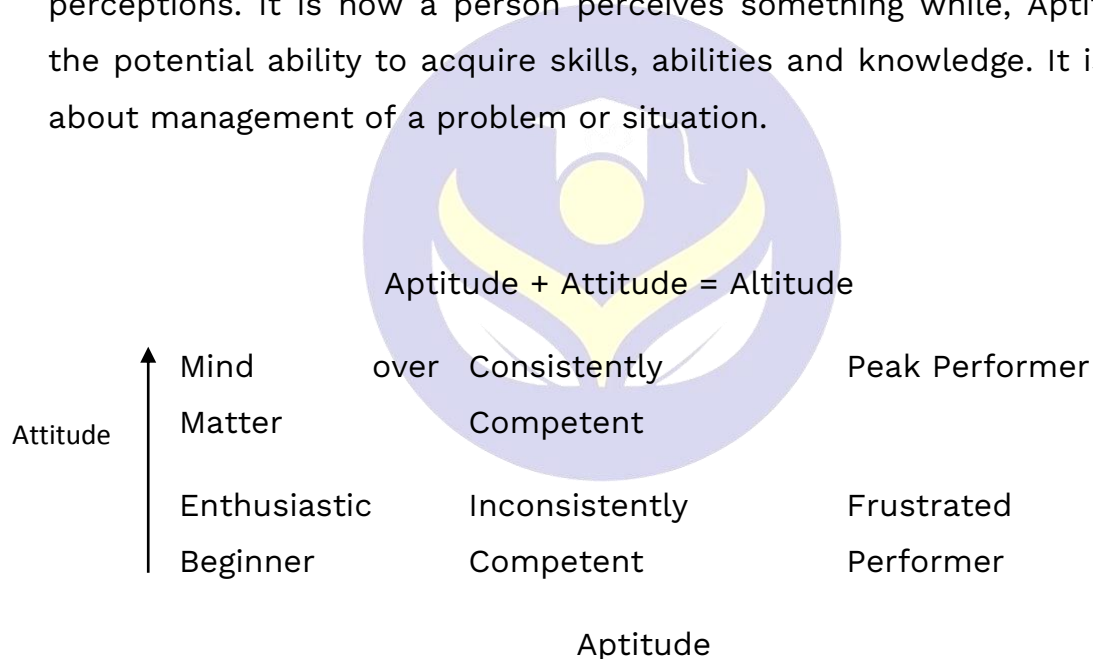 perceptions. It is how a person perceives something while, Apti
the potential ability to acquire skills, abilities and knowledge. It i
about management of a problem or situation.
Aptitude + Attitude = Altitude
Mind over Consistently Peak Performer
Attitude
Matter Competent
Enthusiastic Inconsistently Frustrated
Beginner Competent Performer
Aptitude